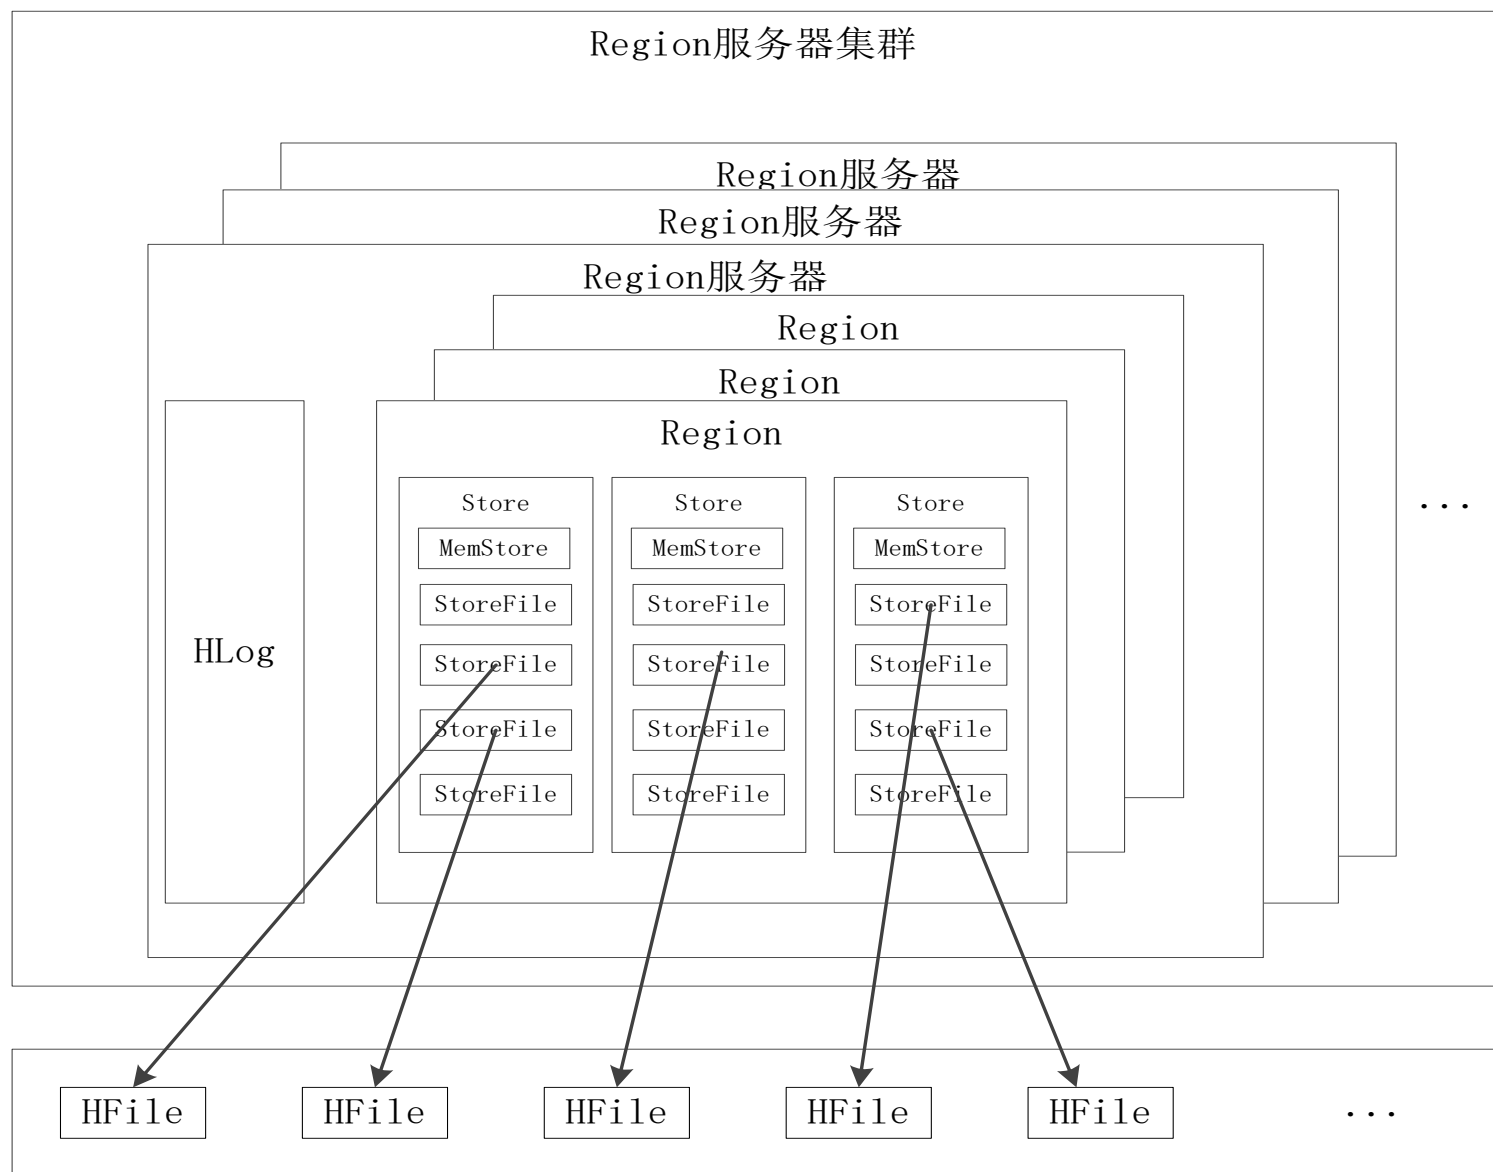 Region服务器集群
Region服务器
Region服务器
Region服务器
Region
Region
Region
Store Store Store
...
MemStore MemStore MemStore
StoreFile StoreFile StoreFile
HLog
StoreFile StoreFile StoreFile
StoreFile StoreFile StoreFile
StoreFile StoreFile StoreFile
HFile HFile HFile HFile HFile ...